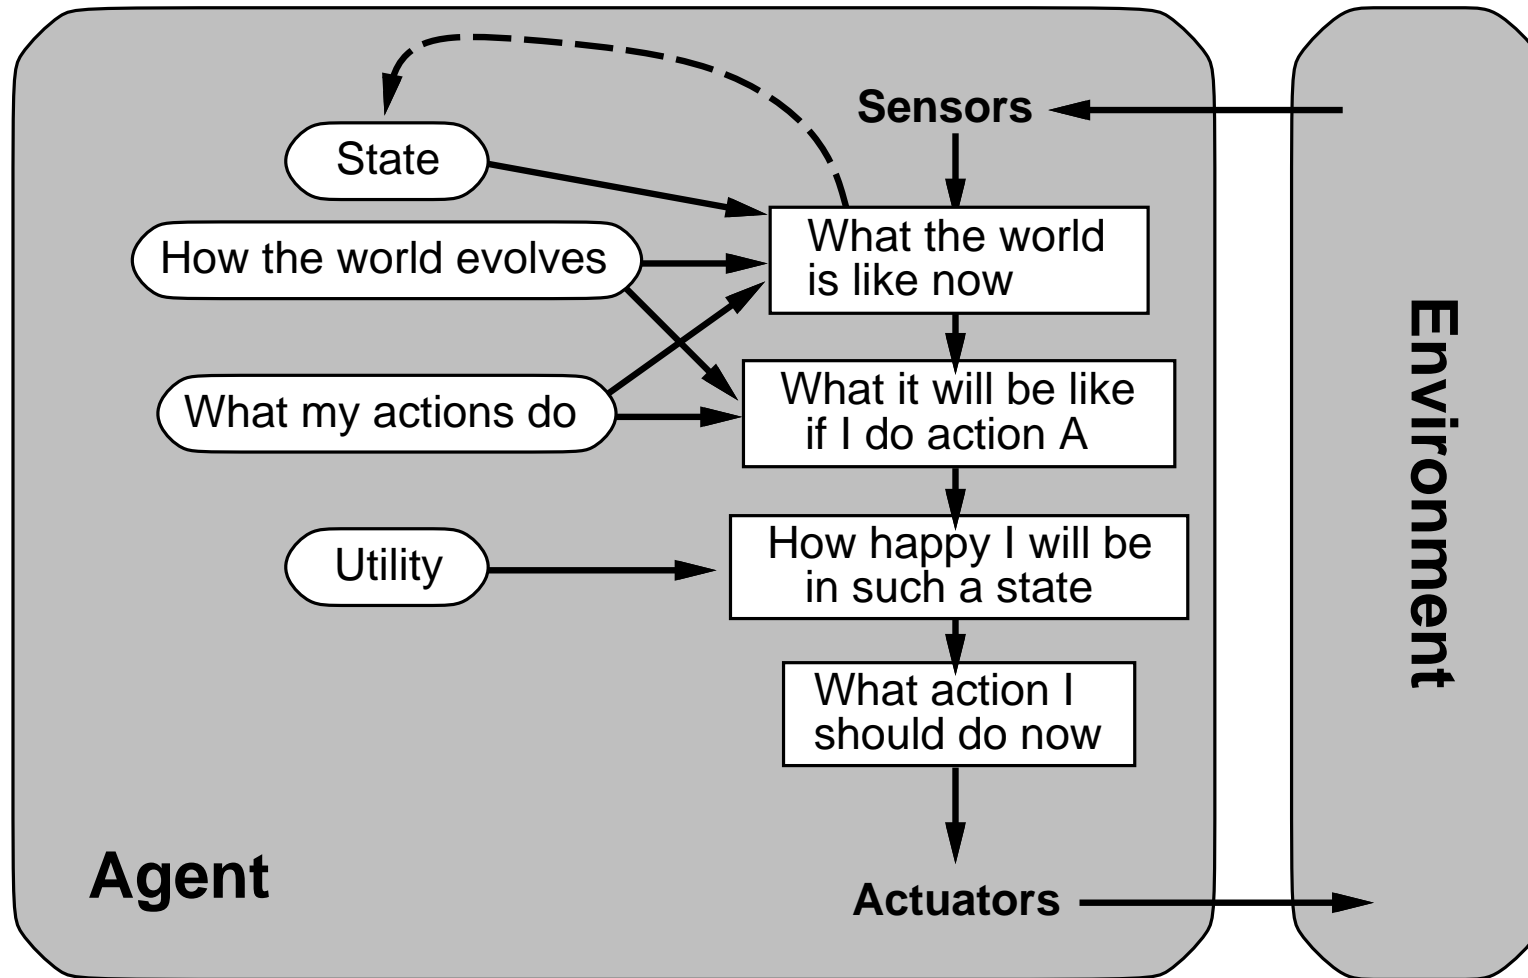 Sensors
State
What the world
is like now
How the world evolves
What it will be like
if I do action A
What my actions do
How happy I will be
in such a state
Utility
What action I
should do now
Agent
Actuators
Environment